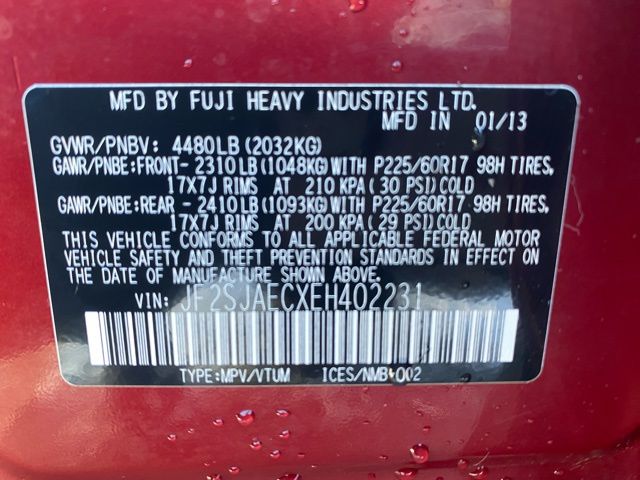 MFD BY FUJI HEAVY INDUSTRIES LTD.
MFD IN 01/13
GVWR/PNBV: 4480LB (2032KG)
GAWR/PNBE:FRONT- 2310LB(1048KG)WITH P225/60R17 98H TIRES,
17X7J RIMS AT 210 KPA( 30 PSI)COLD
GAWR/PNBE:REAR - 2410LB(1093KG)WITH P225/60R17 98H TIRES,
17X7J RIMS AT 200 KPA( 29 PSI)COLD
THIS VEHICLE CONFORMS TO ALL APPLICABLE FEDERAL MOTOR
VEHICLE SAFETY AND THEFT PREVENTION STANDARDS IN EFFECT ON
THE DATE OF MANUFACTURE SHOWN ABOVE.
VIN: JF2SJAECXEH402231
TYPE:MPV/VTUM ICES/NMB-002